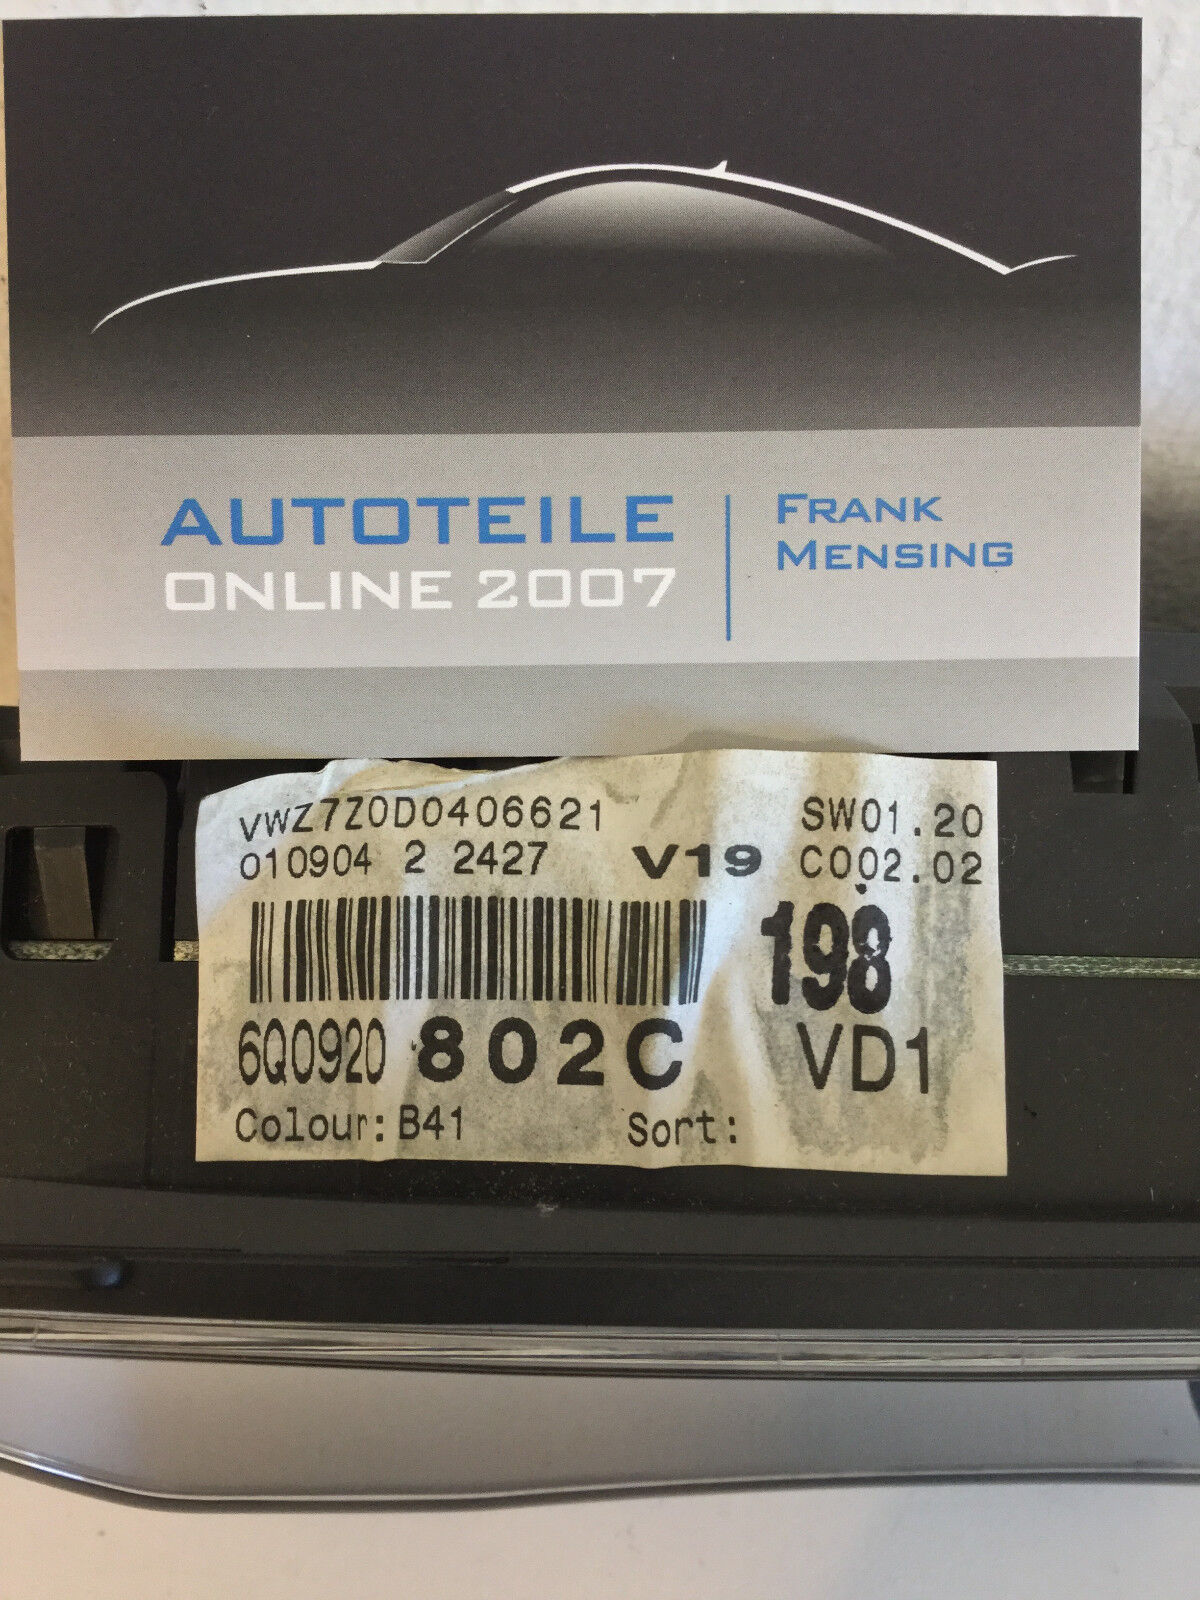 AUTOTEILE
ONLINE 2007
FRANK
MENSING
VWZ7Z0D0406621 SW01.20
010904 2 2427 V19 C002.02
198
6Q0920 802C VD1
Colour: B41 Sort: